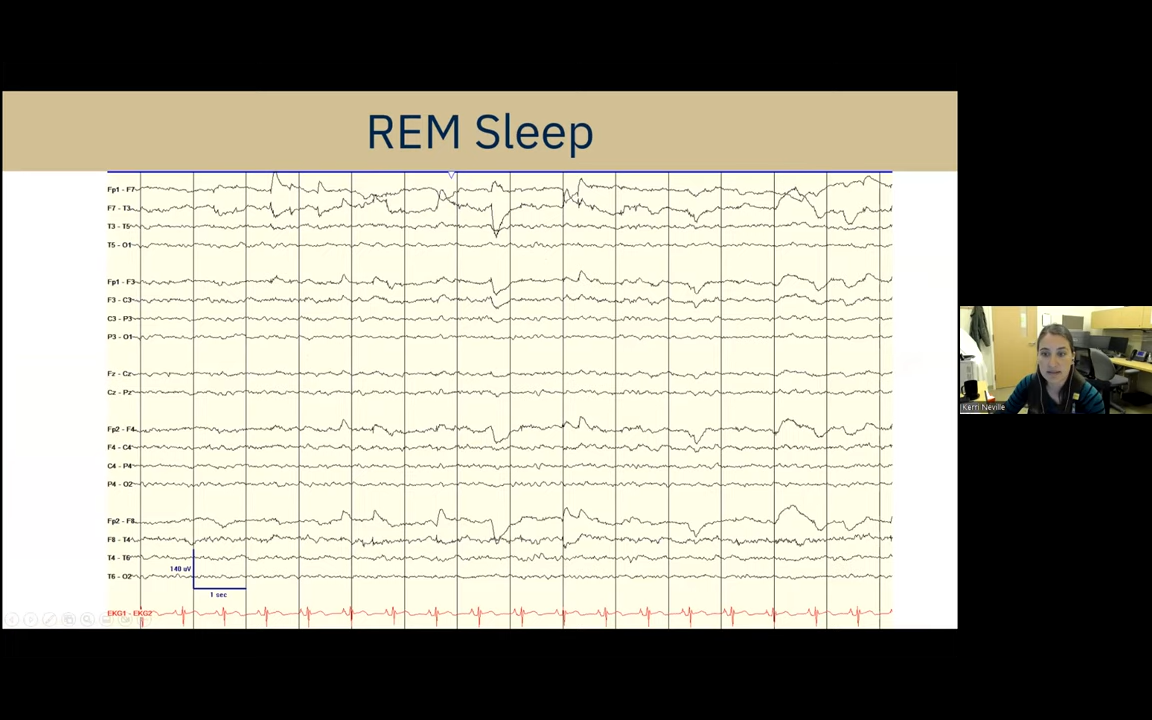 REM Sleep
Fp1 - F7
F7 - T3
T3 - T5
T5 - O1
Fp1 - F3
F3 - C3
C3 - P3
P3 - O1
Fz - Cz
Cz - Pz
Fp2 - F4
F4 - C4
C4 - P4
P4 - O2
Fp2 - F8
F8 - T4
T4 - T6
T6 - O2
140 uV
1 sec
EKG1 - EKG2
Kerri Neville